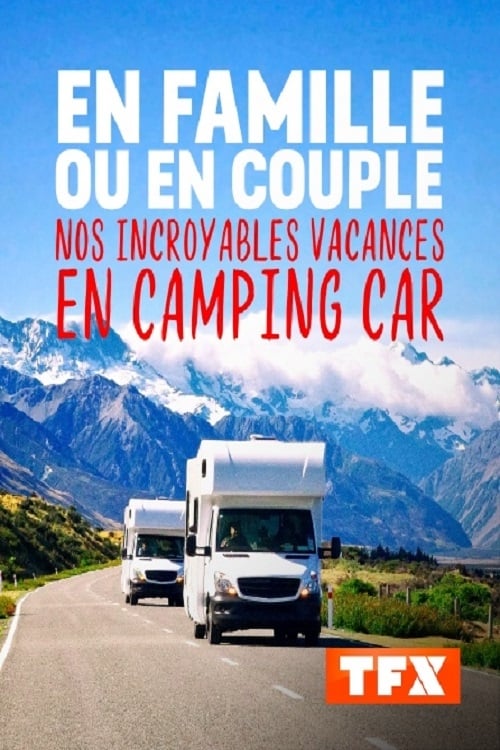 EN FAMILLE
OU EN COUPLE
NOS INCROYABLES VACANCES
EN CAMPING CAR
TFX